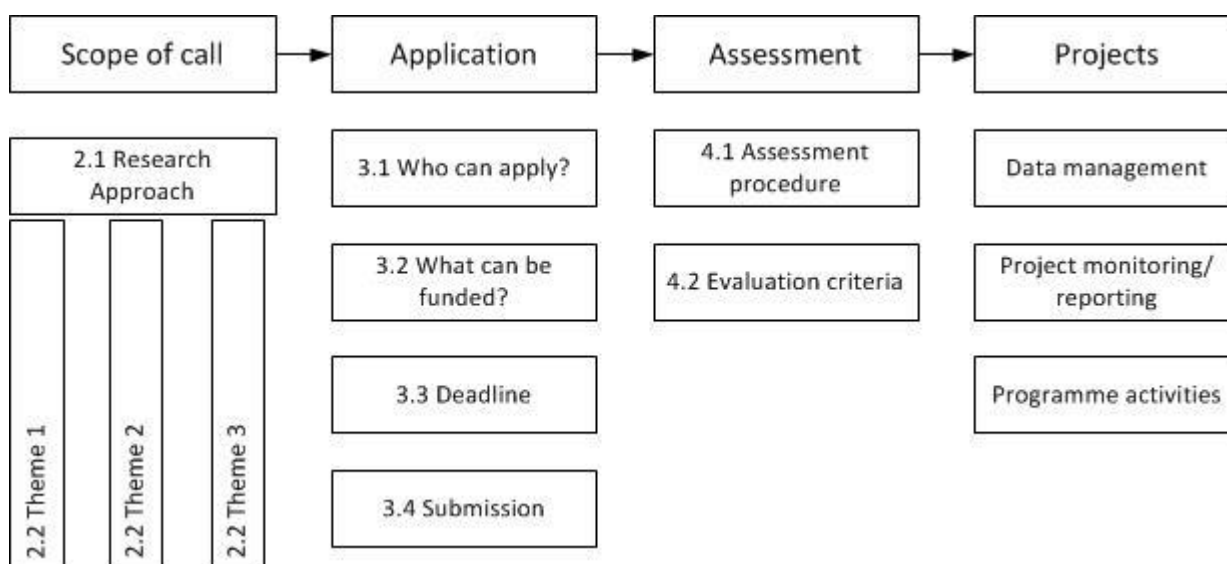 Scope of call
Application
Assessment
Projects
2.1 Research
Approach
2.2 Theme 1
2.2 Theme 2
2.2 Theme 3
3.1 Who can apply?
3.2 What can be
funded?
3.3 Deadline
3.4 Submission
4.1 Assessment
procedure
4.2 Evaluation criteria
Data management
Project monitoring/
reporting
Programme activities